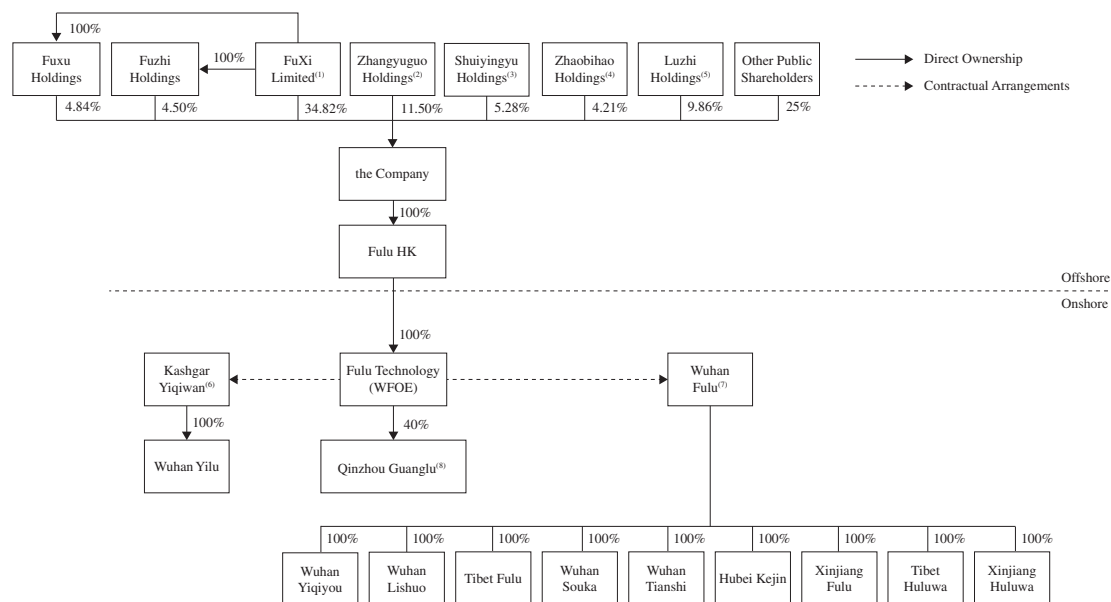 100%
Fuxu
Holdings
Fuzhi
Holdings
100%
FuXi
Limited(1)
Zhangyuguo
Holdings(2)
Shuiyingyu
Holdings(3)
Zhaobihao
Holdings(4)
Luzhi
Holdings(5)
Other Public
Shareholders
Direct Ownership
Contractual Arrangements
4.84%
4.50%
34.82%
11.50%
5.28%
4.21%
9.86%
25%
the Company
100%
Fulu HK
Offshore
Onshore
100%
Kashgar
Yiqiwan(6)
Fulu Technology
(WFOE)
Wuhan
Fulu(7)
100%
40%
Wuhan Yilu
Qinzhou Guanglu(8)
100%
100%
100%
100%
100%
100%
100%
100%
100%
Wuhan
Yiqiyou
Wuhan
Lishuo
Tibet Fulu
Wuhan
Souka
Wuhan
Tianshi
Hubei Kejin
Xinjiang
Fulu
Tibet
Huluwa
Xinjiang
Huluwa